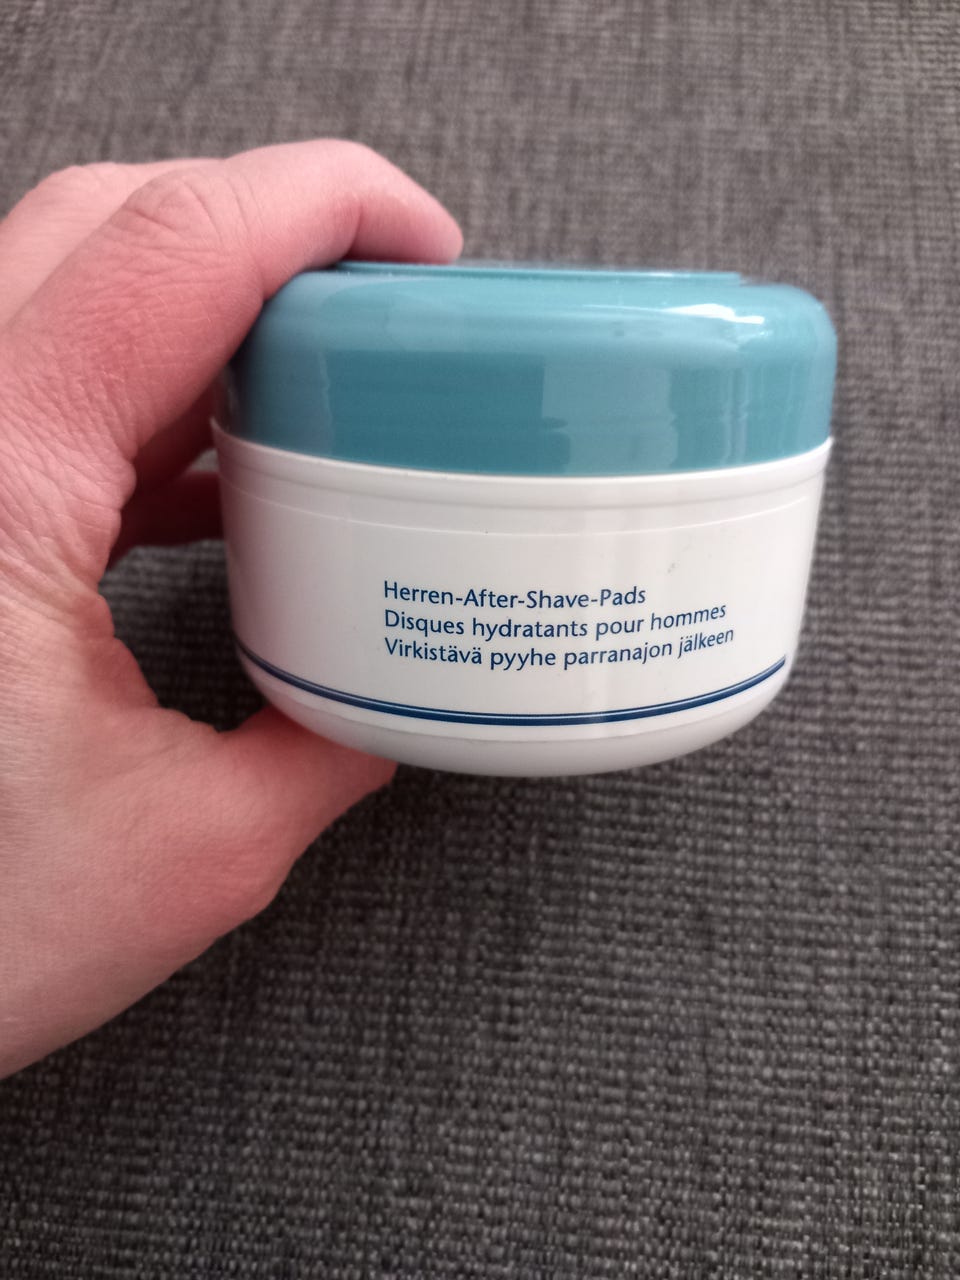 Herren-After-Shave-Pads
Disques hydratants pour hommes
Virkistävä pyyhe parranajon jälkeen